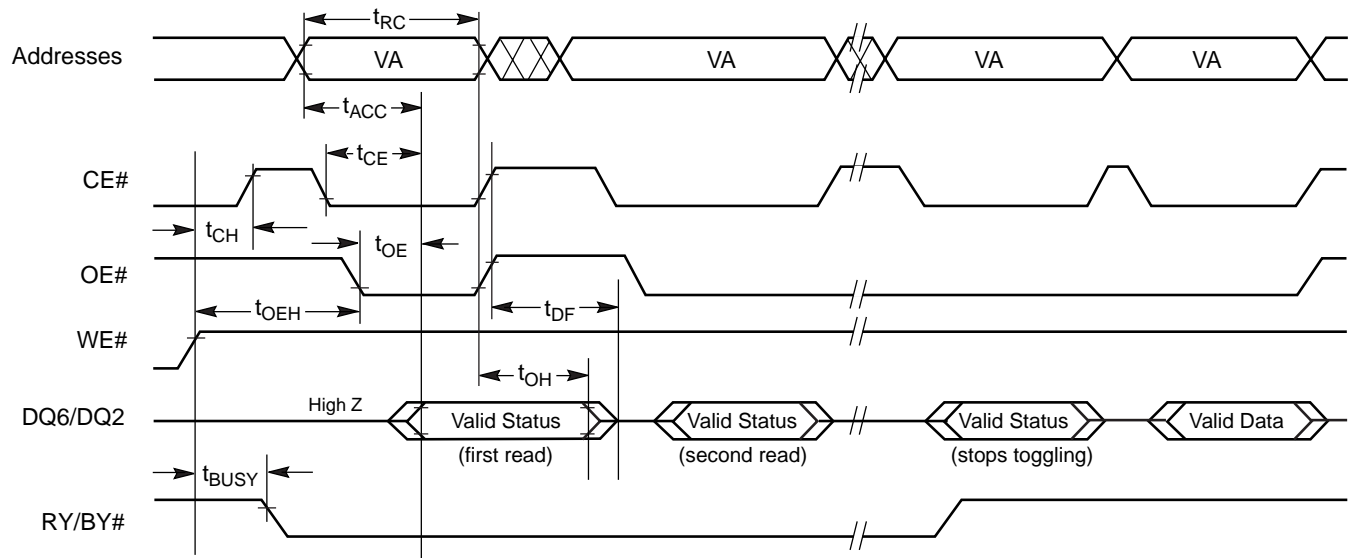 tRC
Addresses VA VA VA VA
tACC
tCE
CE#
tCH tOE
OE#
tOEH tDF
WE#
tOH
High Z
DQ6/DQ2 Valid Status Valid Status Valid Status Valid Data
(first read) (second read) (stops toggling)
tBUSY
RY/BY#